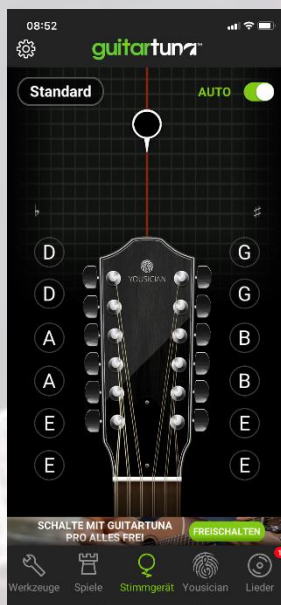 08:52
guitartuna
Standard
AUTO
♭
♯
YOUSICIAN
D
G
D
G
A
B
A
B
E
E
E
E
SCHALTE MIT GUITARTUNA
PRO ALLES FREI
FREISCHALTEN
Werkzeuge
Spiele
Stimmgerät
Yousician
Lieder